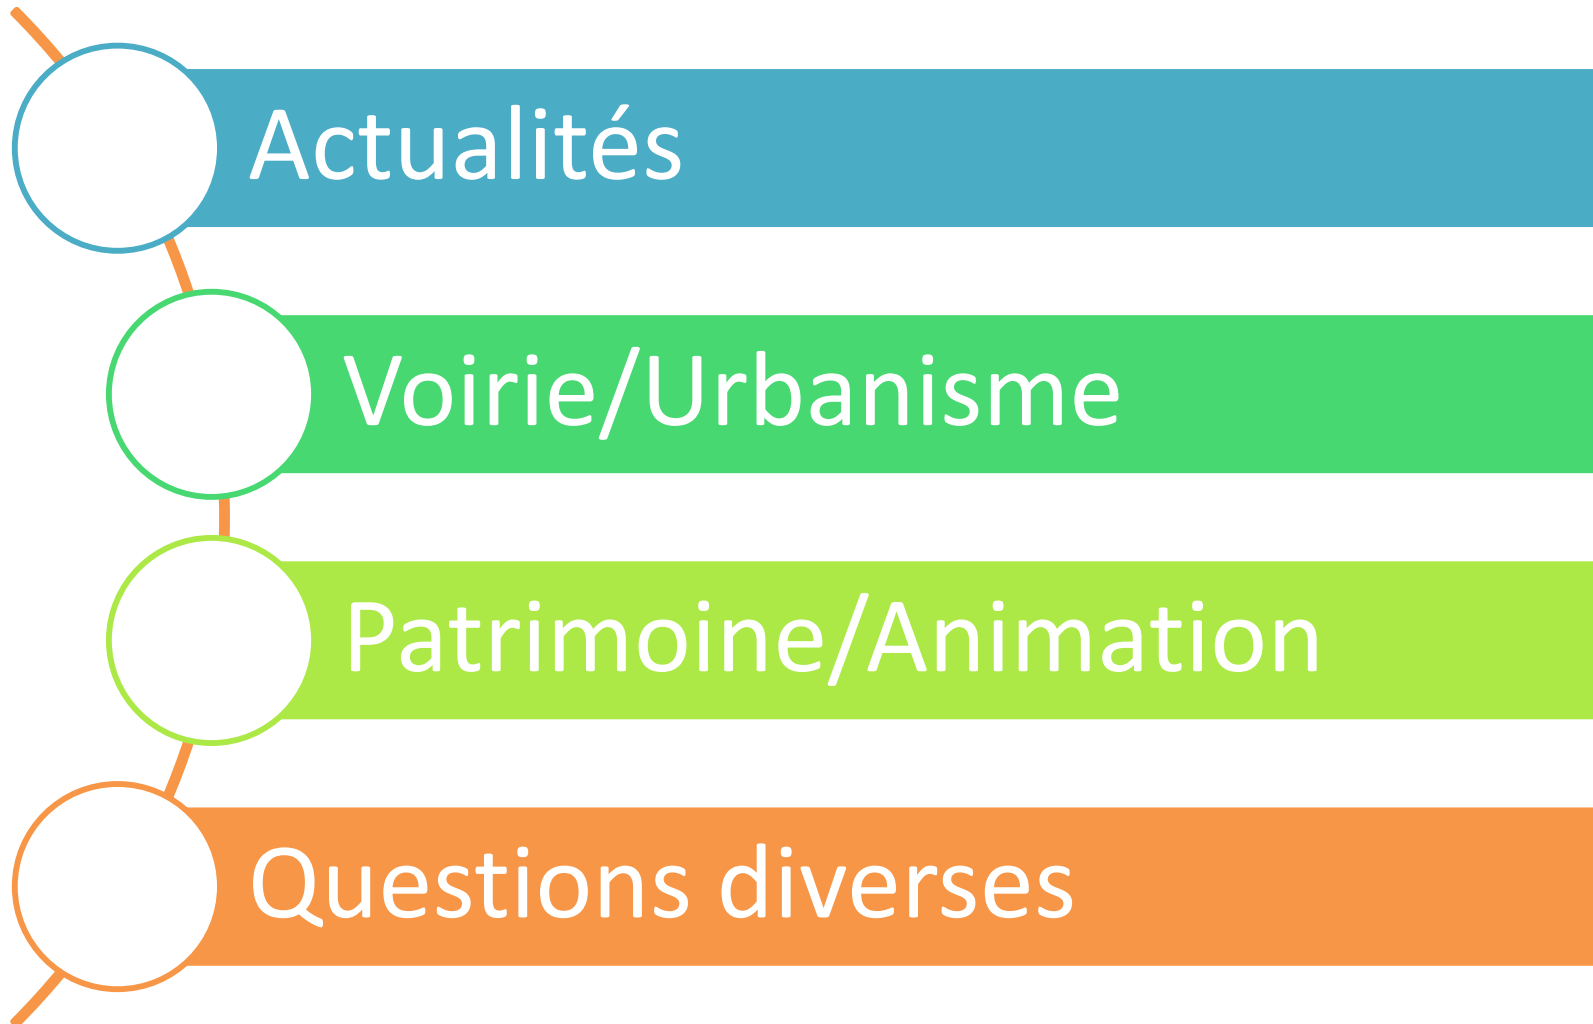 Actualités
Voirie/Urbanisme
Patrimoine/Animation
Questions diverses